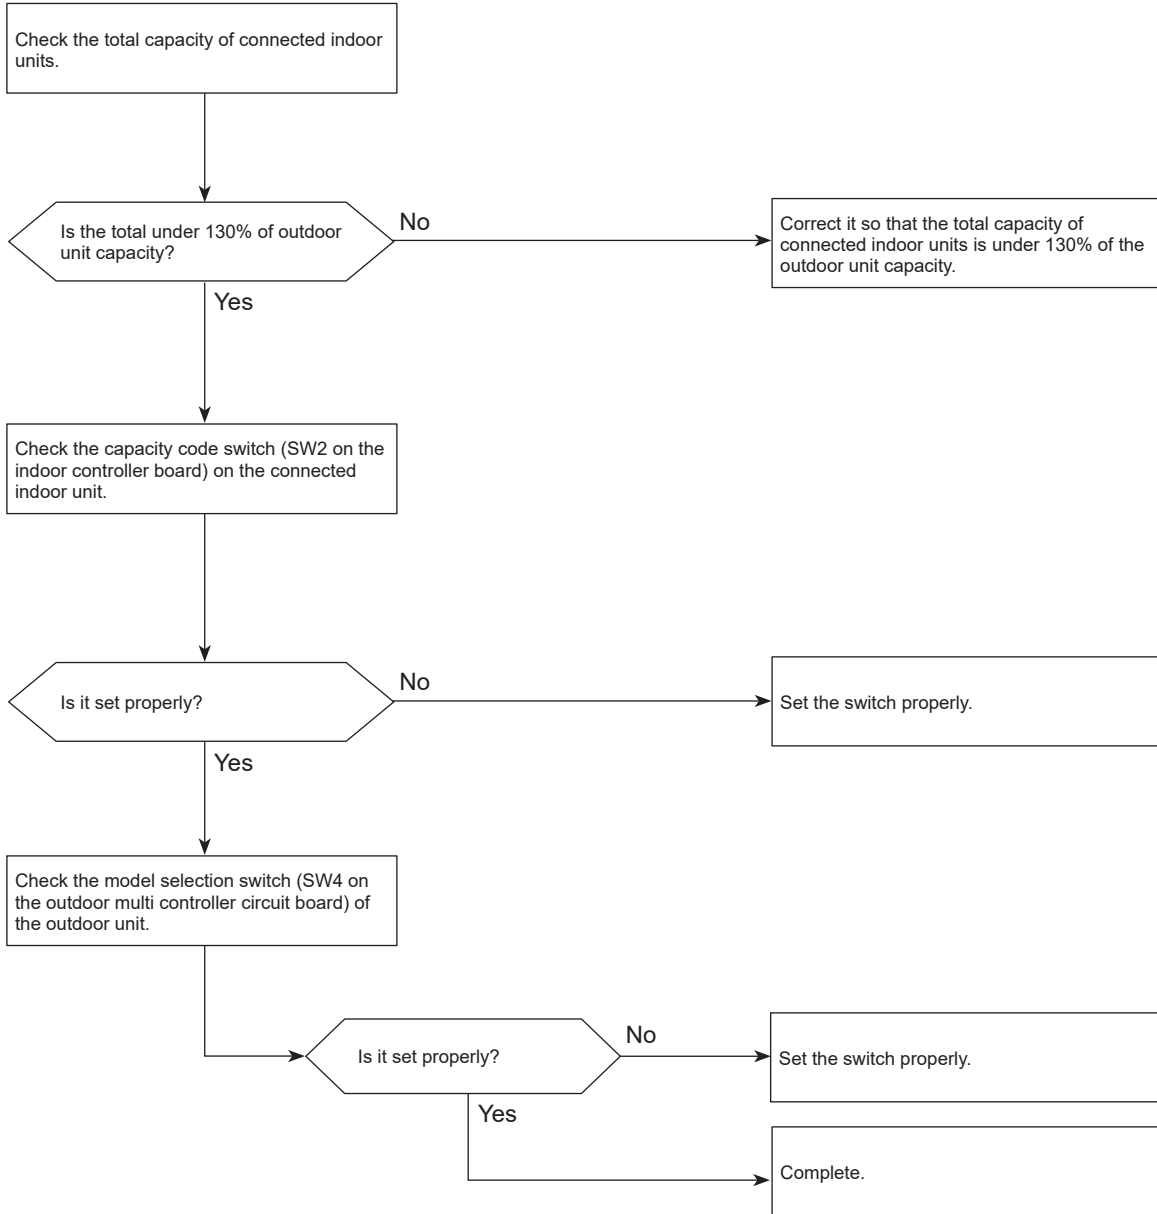 Check the total capacity of connected indoor
units.
Is the total under 130% of outdoor
unit capacity?
No
Correct it so that the total capacity of
connected indoor units is under 130% of the
outdoor unit capacity.
Yes
Check the capacity code switch (SW2 on the
indoor controller board) on the connected
indoor unit.
Is it set properly?
No
Set the switch properly.
Yes
Check the model selection switch (SW4 on
the outdoor multi controller circuit board) of
the outdoor unit.
Is it set properly?
No
Set the switch properly.
Yes
Complete.